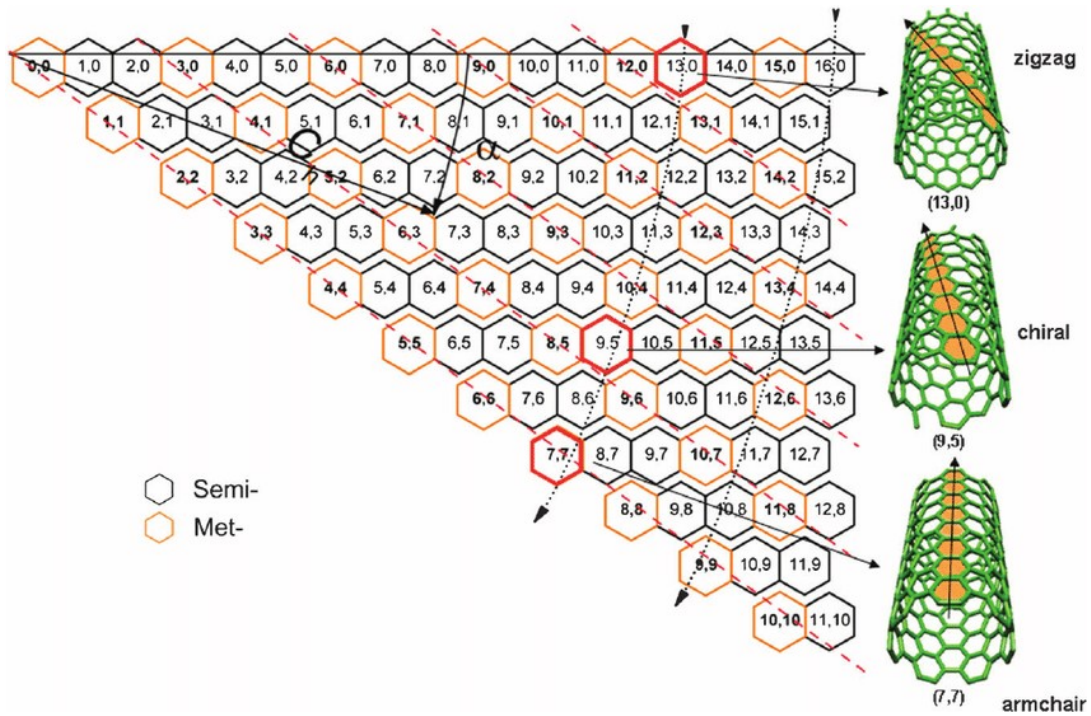 0,0 1,0 2,0 3,0 4,0 5,0 6,0 7,0 8,0 9,0 10,0 11,0 12,0 13,0 14,0 15,0 16,0
zigzag
1,1 2,1 3,1 4,1 5,1 6,1 7,1 8,1 9,1 10,1 11,1 12,1 13,1 14,1 15,1
Ch α
2,2 3,2 4,2 5,2 6,2 7,2 8,2 9,2 10,2 11,2 12,2 13,2 14,2 15,2
(13,0)
3,3 4,3 5,3 6,3 7,3 8,3 9,3 10,3 11,3 12,3 13,3 14,3
4,4 5,4 6,4 7,4 8,4 9,4 10,4 11,4 12,4 13,4 14,4
chiral
5,5 6,5 7,5 8,5 9,5 10,5 11,5 12,5 13,5
6,6 7,6 8,6 9,6 10,6 11,6 12,6 13,6
(9,5)
7,7 8,7 9,7 10,7 11,7 12,7
Semi-
8,8 9,8 10,8 11,8 12,8
Met-
9,9 10,9 11,9
10,10 11,10
(7,7)
armchair